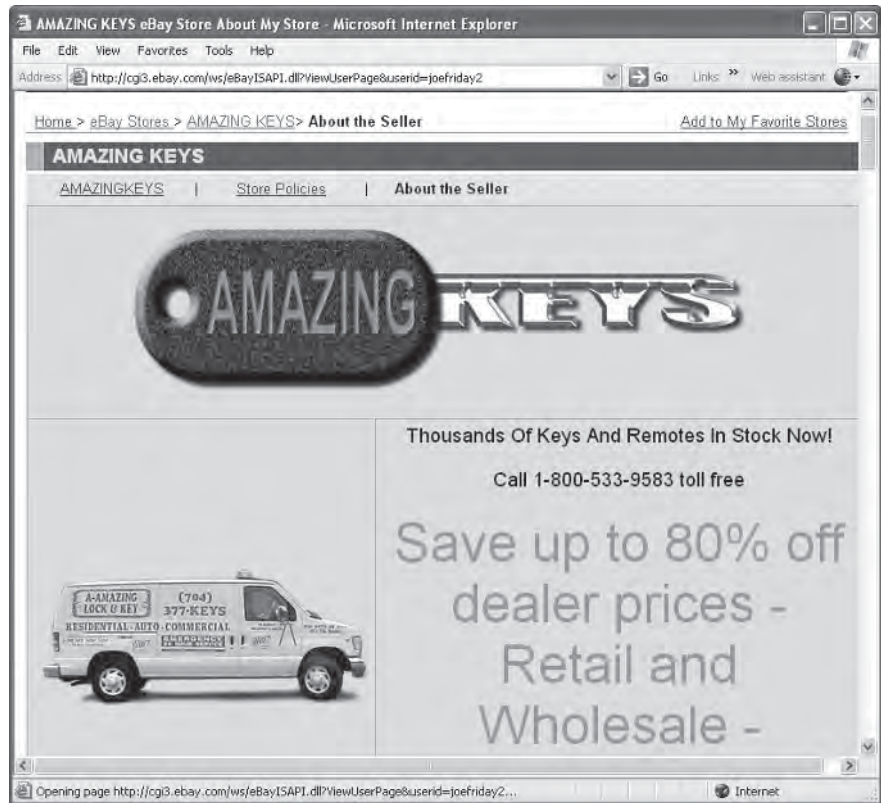 AMAZING KEYS eBay Store About My Store - Microsoft Internet Explorer
File Edit View Favorites Tools Help
Address http://cgi3.ebay.com/ws/eBayISAPI.dll?ViewUserPage&userid=joefriday2 Go Links » Web assistant
Home > eBay Stores > AMAZING KEYS> About the Seller Add to My Favorite Stores
AMAZING KEYS
AMAZINGKEYS | Store Policies | About the Seller
AMAZING KEYS
Thousands Of Keys And Remotes In Stock Now!
Call 1-800-533-9583 toll free
Save up to 80% off
dealer prices -
Retail and
Wholesale -
A-AMAZING
LOCK & KEY
(704)
377-KEYS
RESIDENTIAL-AUTO-COMMERCIAL
EMERGENCY
Opening page http://cgi3.ebay.com/ws/eBayISAPI.dll?ViewUserPage&userid=joefriday2... Internet